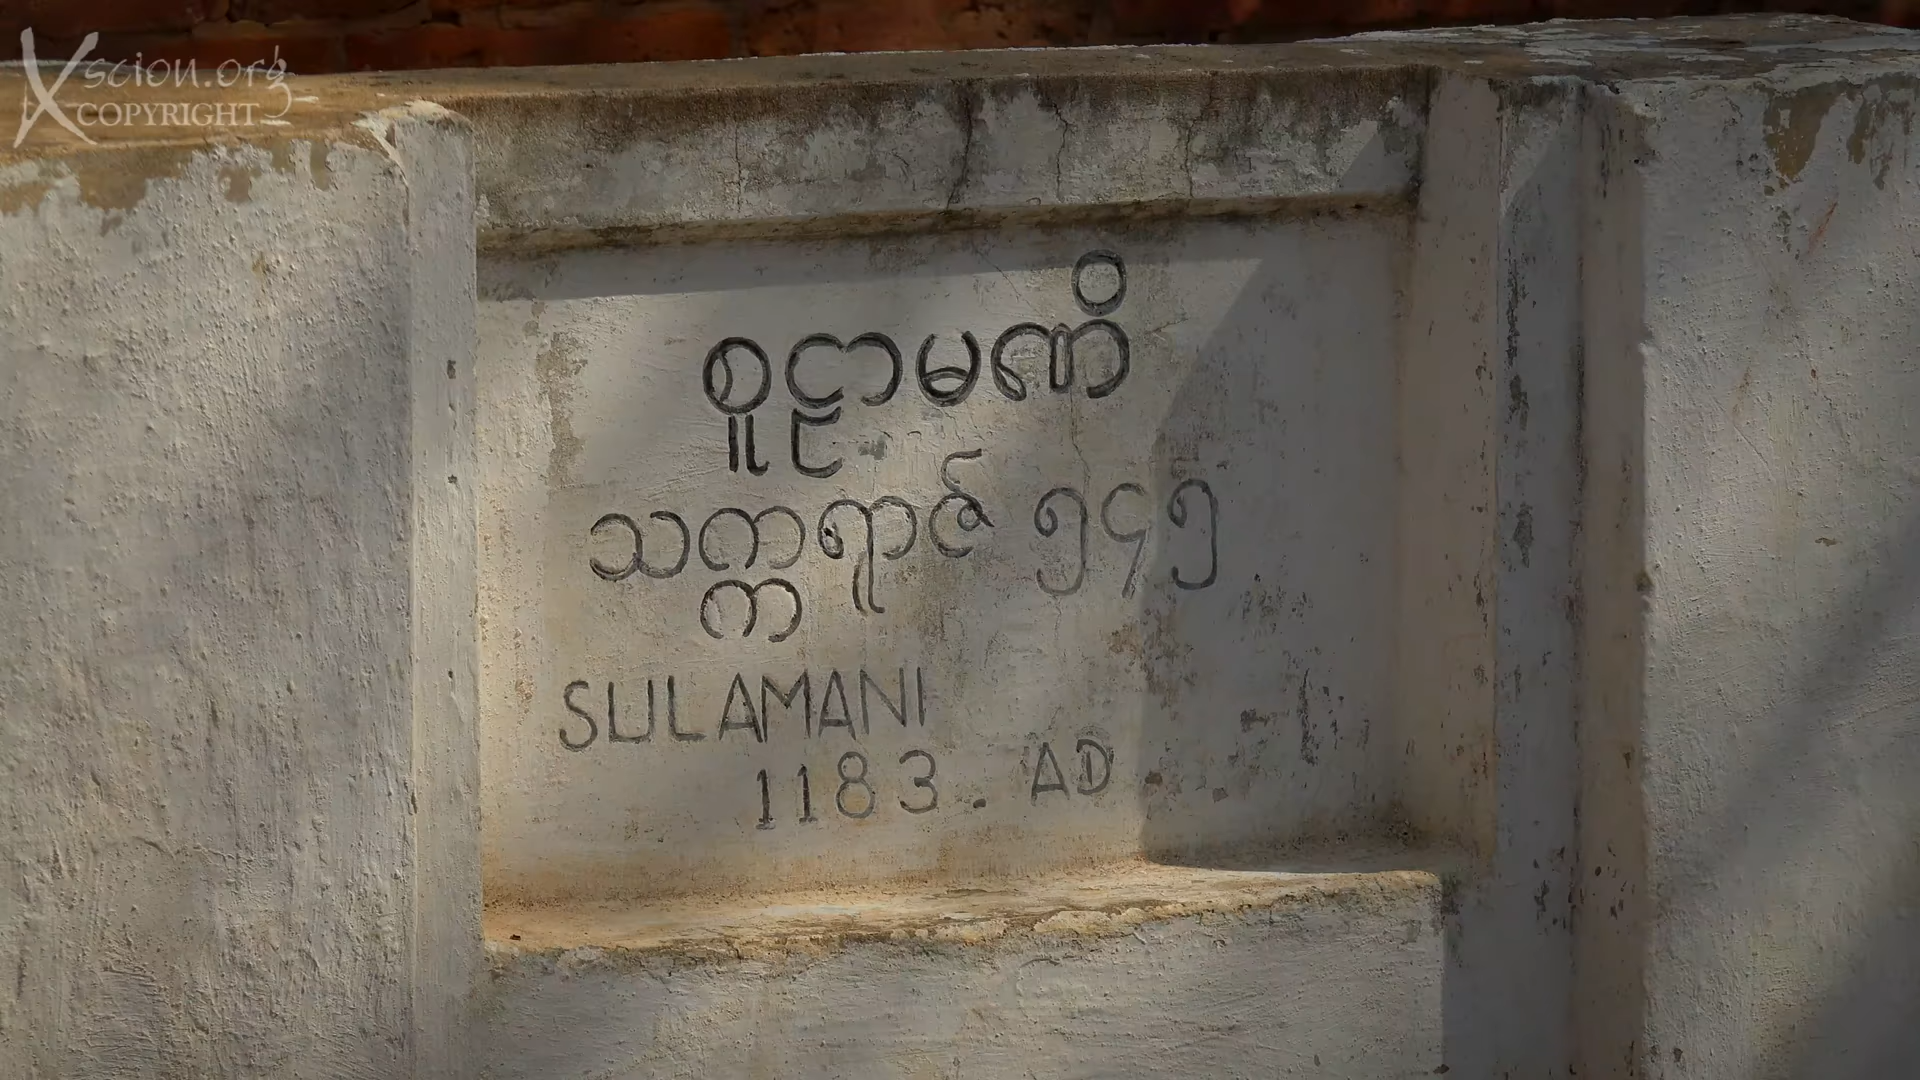 Xscion.org
COPYRIGHT
စူဠာမဏိ
သက္ကရာဇ် ၅၄၅
SULAMANI
1183. AD